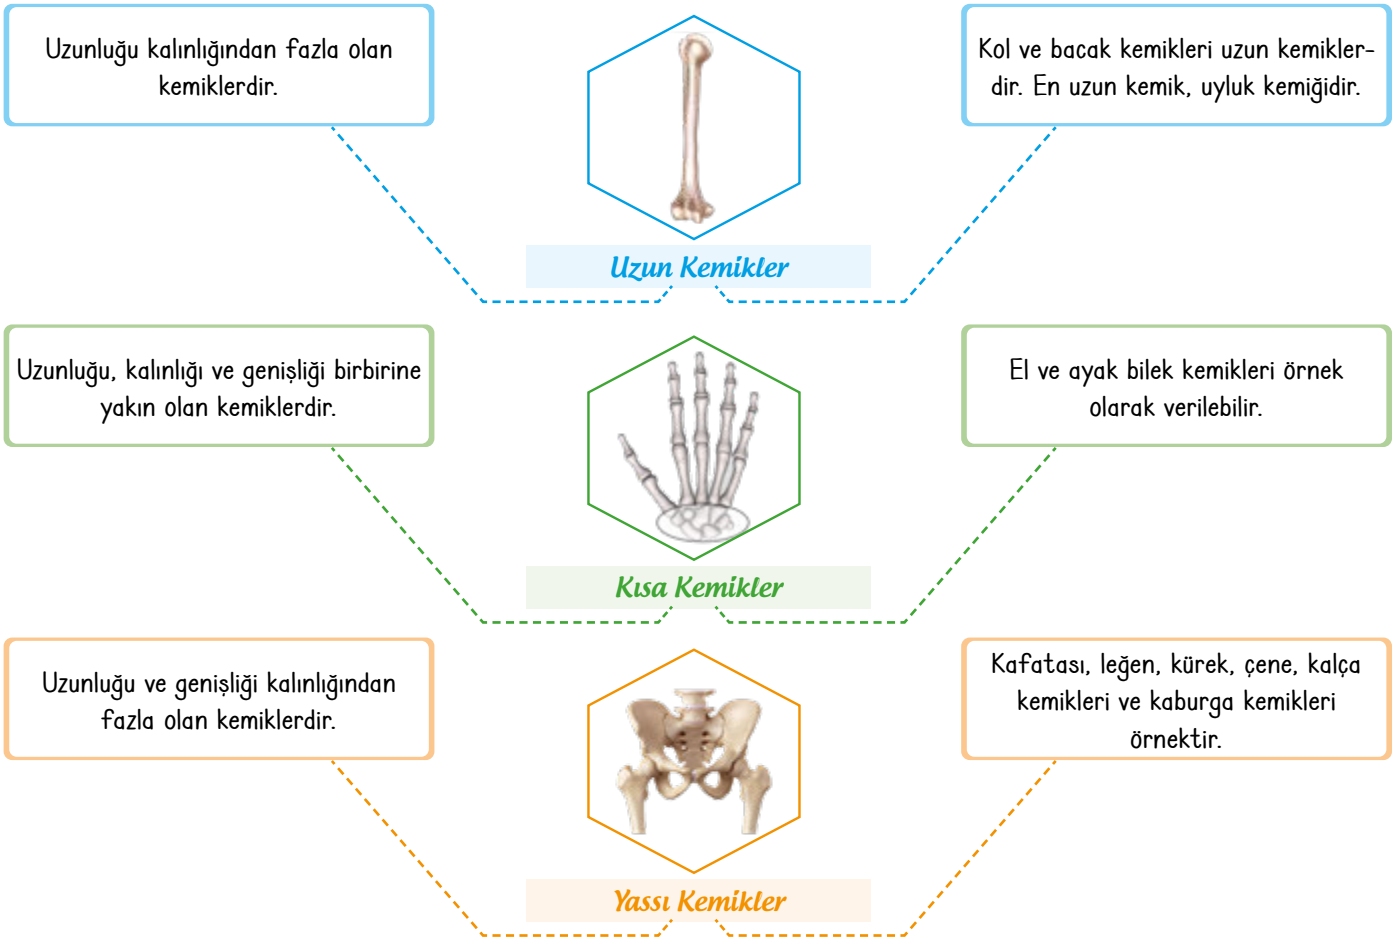 Uzunluğu kalınlığından fazla olan
kemiklerdir.
Kol ve bacak kemikleri uzun kemikler-
dir. En uzun kemik, uyluk kemiğidir.
Uzun Kemikler
Uzunluğu, kalınlığı ve genişliği birbirine
yakın olan kemiklerdir.
El ve ayak bilek kemikleri örnek
olarak verilebilir.
Kısa Kemikler
Uzunluğu ve genişliği kalınlığından
fazla olan kemiklerdir.
Kafatası, leğen, kürek, çene, kalça
kemikleri ve kaburga kemikleri
örnektir.
Yassı Kemikler